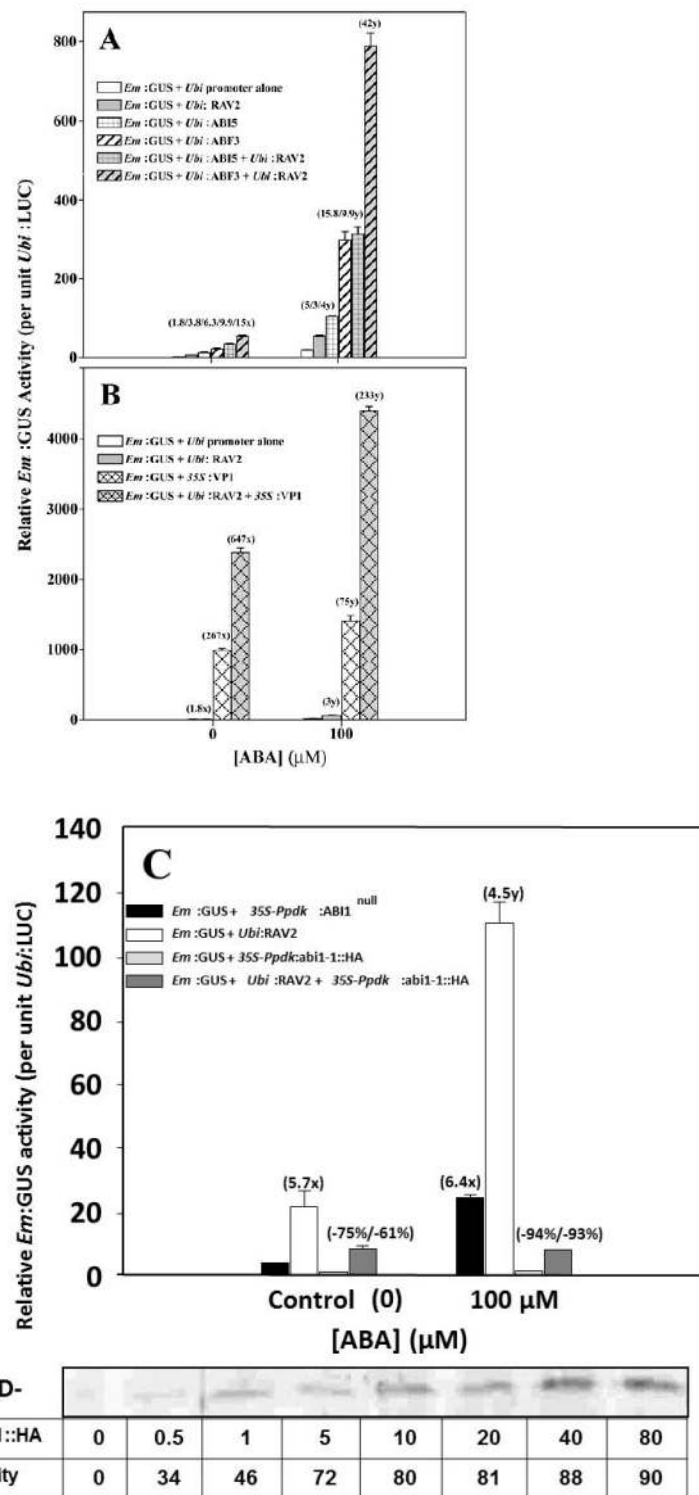 A
800
600
400
200
0
Em :GUS + Ubi promoter alone
Em :GUS + Ubi: RAV2
Em :GUS + Ubi :ABI5
Em :GUS + Ubi :ABF3
Em :GUS + Ubi :ABI5 + Ubi :RAV2
Em :GUS + Ubi :ABF3 + Ubi :RAV2
(42y)
(15.8/9.9y)
(5/3/4y)
(1.8/3.8/6.3/9.9/15x)
Relative Em :GUS Activity (per unit Ubi :LUC)
B
4000
3000
2000
1000
0
Em :GUS + Ubi promoter alone
Em :GUS + Ubi: RAV2
Em :GUS + 35S :VP1
Em :GUS + Ubi :RAV2 + 35S :VP1
(233y)
(647x)
(267x)
(75y)
(1.8x)
(3y)
0 100
[ABA] (µM)
C
140
120
100
80
60
40
20
0
Em :GUS + 35S-Ppdk :ABI1 null
Em :GUS + Ubi:RAV2
Em :GUS + 35S-Ppdk:abi1-1::HA
Em :GUS + Ubi :RAV2 + 35S-Ppdk :abi1-1::HA
(4.5y)
(5.7x)
(6.4x)
(-75%/-61%)
(-94%/-93%)
Relative Em:GUS activity (per unit Ubi:LUC)
Control (0) 100 µM
[ABA] (µM)
D-
::HA 0 0.5 1 5 10 20 40 80
ity 0 34 46 72 80 81 88 90